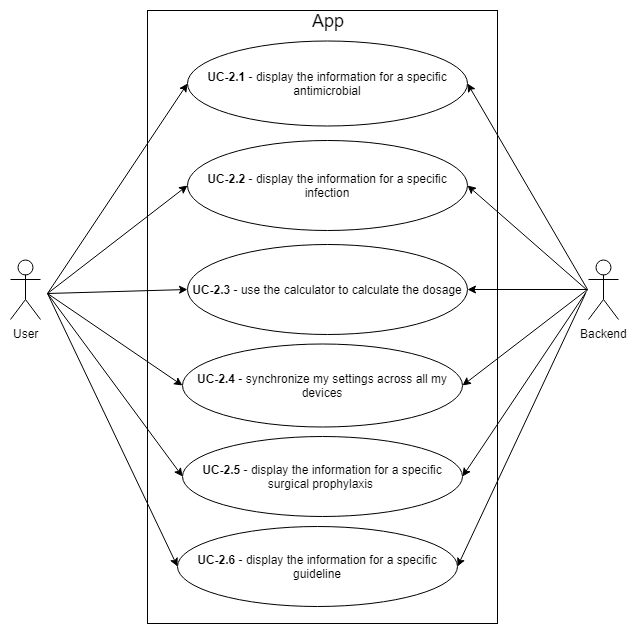 App
UC-2.1 - display the information for a specific
antimicrobial
UC-2.2 - display the information for a specific
infection
UC-2.3 - use the calculator to calculate the dosage
User
Backend
UC-2.4 - synchronize my settings across all my
devices
UC-2.5 - display the information for a specific
surgical prophylaxis
UC-2.6 - display the information for a specific
guideline